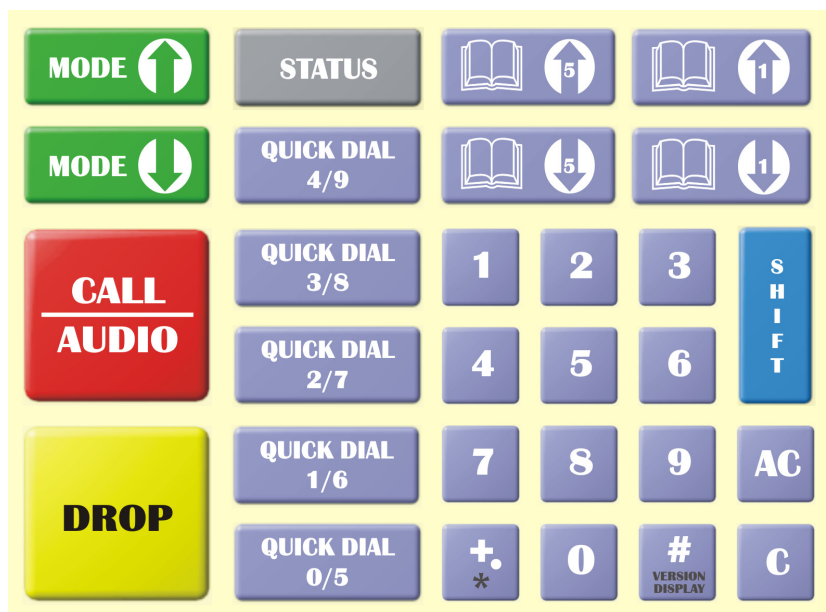 MODE
STATUS
5
1
MODE
QUICK DIAL
4/9
5
1
CALL
AUDIO
QUICK DIAL
3/8
1
2
3
SHIFT
QUICK DIAL
2/7
4
5
6
DROP
QUICK DIAL
1/6
7
8
9
AC
QUICK DIAL
0/5
+.
*
0
#
VERSION
DISPLAY
C